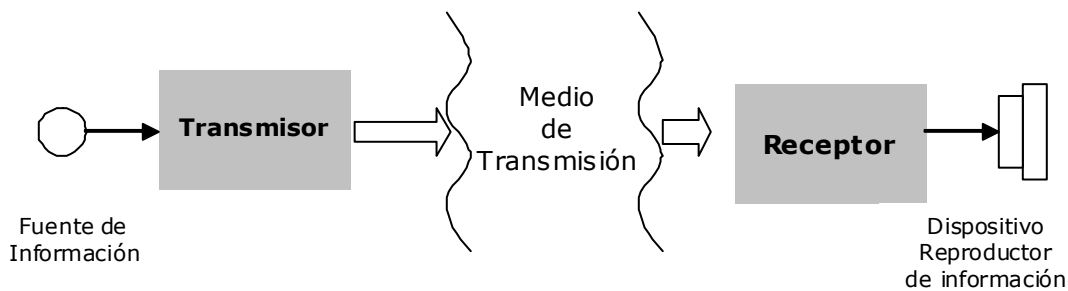 Fuente de
Información
Transmisor
Medio
de
Transmisión
Receptor
Dispositivo
Reproductor
de información